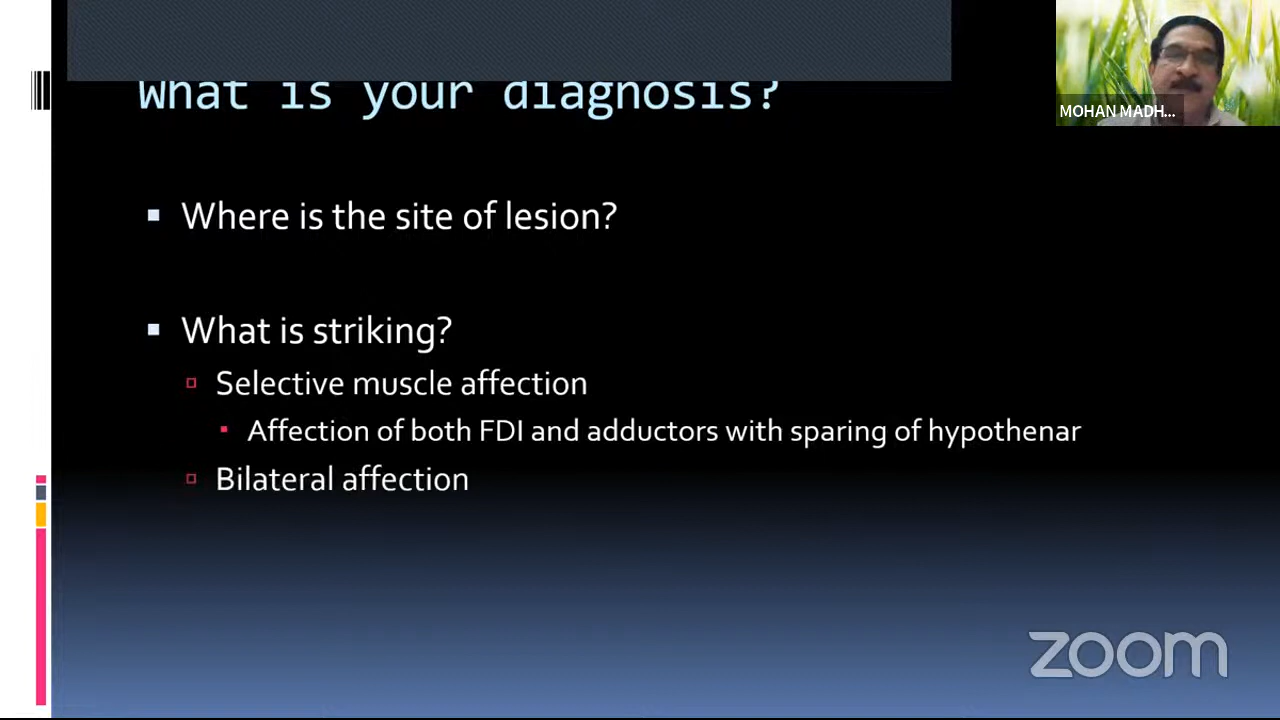 What is your diagnosis?
MOHAN MADH...
Where is the site of lesion?
What is striking?
Selective muscle affection
Affection of both FDI and adductors with sparing of hypothenar
Bilateral affection
zoom